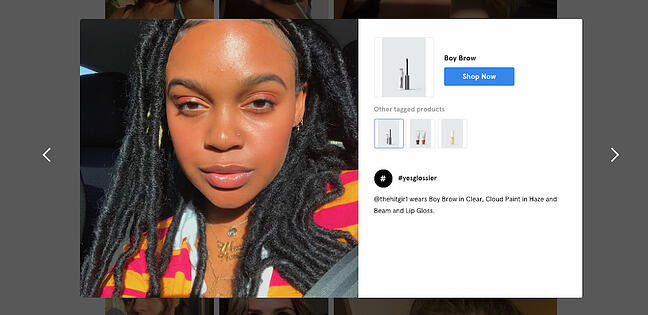 Boy Brow
Shop Now
Other tagged products
# #yesglossier
@thehitgir1 wears Boy Brow in Clear, Cloud Paint in Haze and
Beam and Lip Gloss.